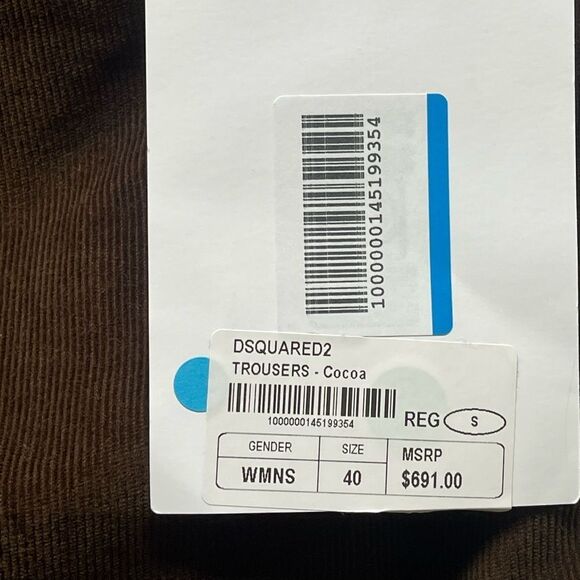 1000000145199354
DSQUARED2
TROUSERS - Cocoa
1000000145199354
REG S
GENDER SIZE MSRP
WMNS 40 $691.00